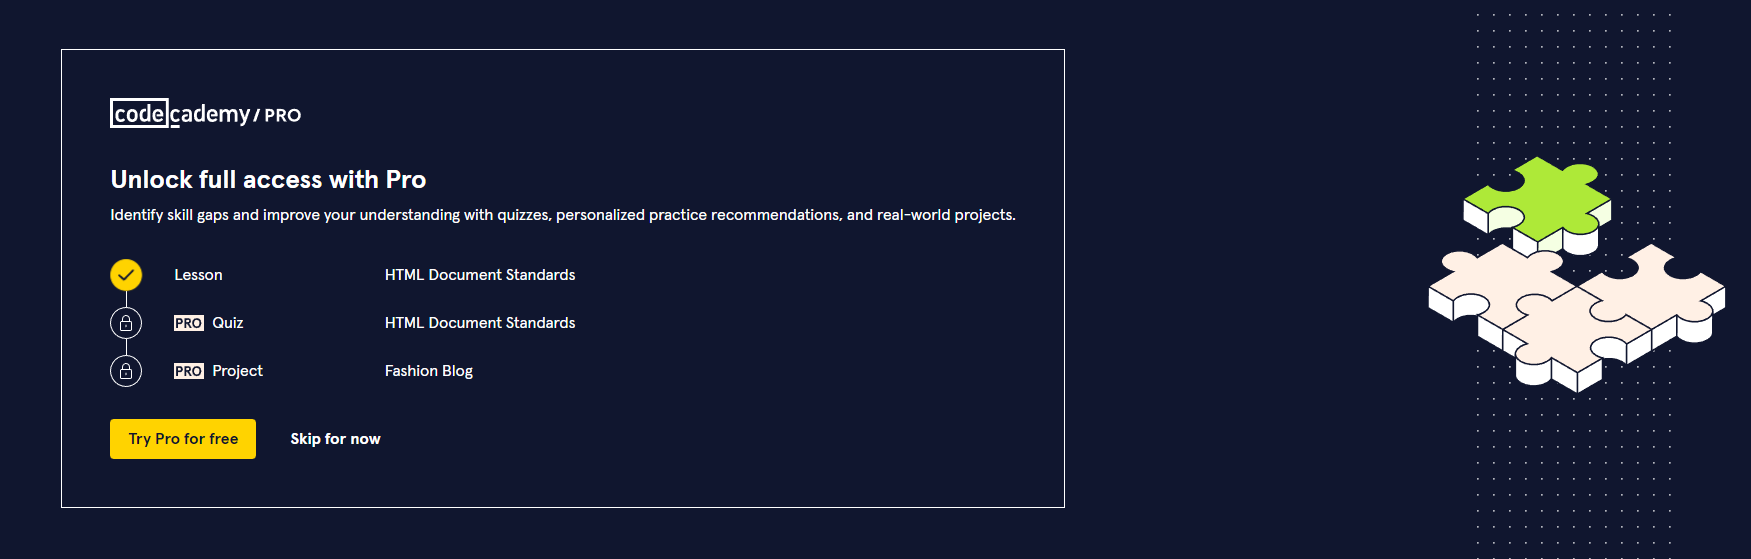 codecademy / PRO
Unlock full access with Pro
Identify skill gaps and improve your understanding with quizzes, personalized practice recommendations, and real-world projects.
Lesson HTML Document Standards
PRO Quiz HTML Document Standards
PRO Project Fashion Blog
Try Pro for free Skip for now